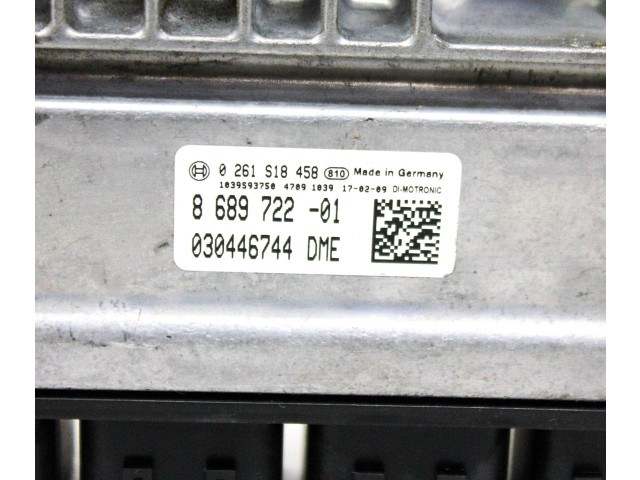 0 261 S18 458 810 Made in Germany
1039S93750 4709 1039 17-02-09 DI-MOTRONIC
8 689 722 -01
030446744 DME